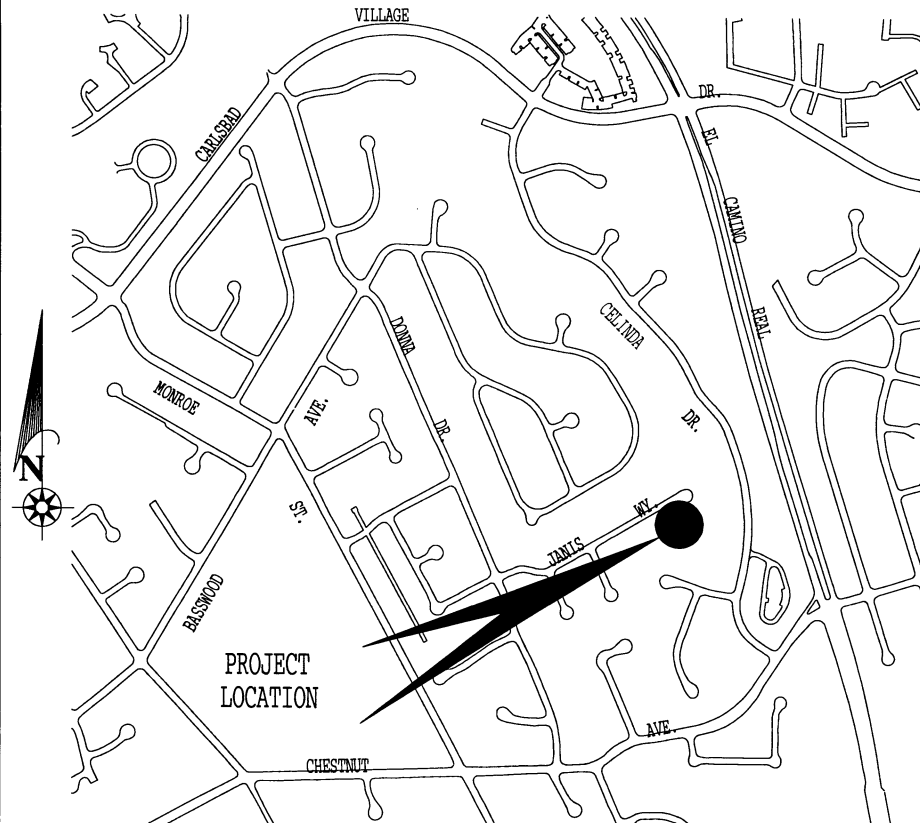 VILLAGE
DR.
CARLSBAD
EL
CAMINO
REAL
CELINDA
DR.
DONNA
DR.
MONROE
AVE.
N
ST.
WY.
JANIS
BASSWOOD
PROJECT
LOCATION
AVE.
CHESTNUT